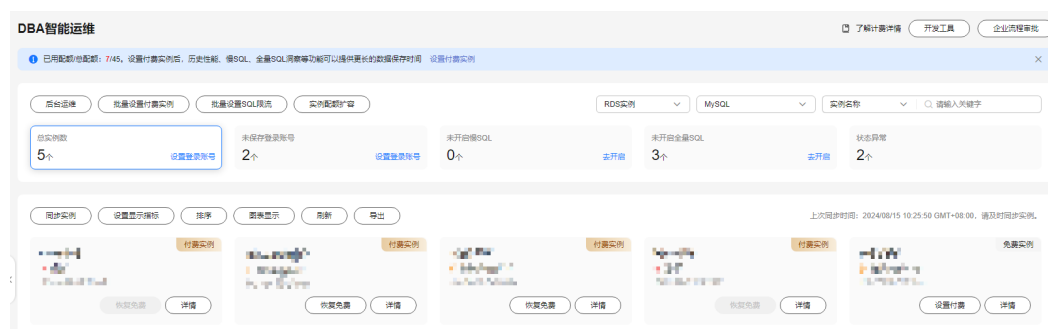 DBA智能运维
了解计费详情 开发工具 企业流程审批
已用配额/总配额：7/45。设置付费实例后，历史性能、慢SQL、全量SQL洞察等功能可以提供更长的数据保存时间 设置付费实例
后台运维 批量设置付费实例 批量设置SQL限流 实例配额扩容 RDS实例 MySQL 实例名称 请输入关键字
总实例数 未保存登录账号 未开启慢SQL 未开启全量SQL 状态异常
5个 设置登录账号 2个 设置登录账号 0个 去开启 3个 去开启 2个
同步实例 设置显示指标 排序 图表显示 刷新 导出 上次同步时间：2024/08/15 10:25:50 GMT+08:00，请及时同步实例。
付费实例 付费实例 付费实例 付费实例 免费实例
恢复免费 详情 恢复免费 详情 恢复免费 详情 恢复免费 详情 设置付费 详情